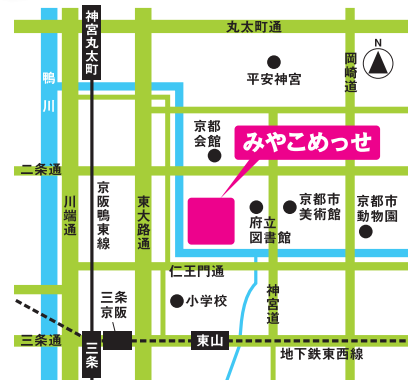 神宮丸太町
丸太町通
N
岡崎道
平安神宮
鴨川
京都
会館
みやこめっせ
二条通
川端通
京阪鴨東線
東大路通
府立
図書館
京都市
美術館
京都市
動物園
仁王門通
神宮道
三条
京阪
小学校
三条通
三条
東山
地下鉄東西線